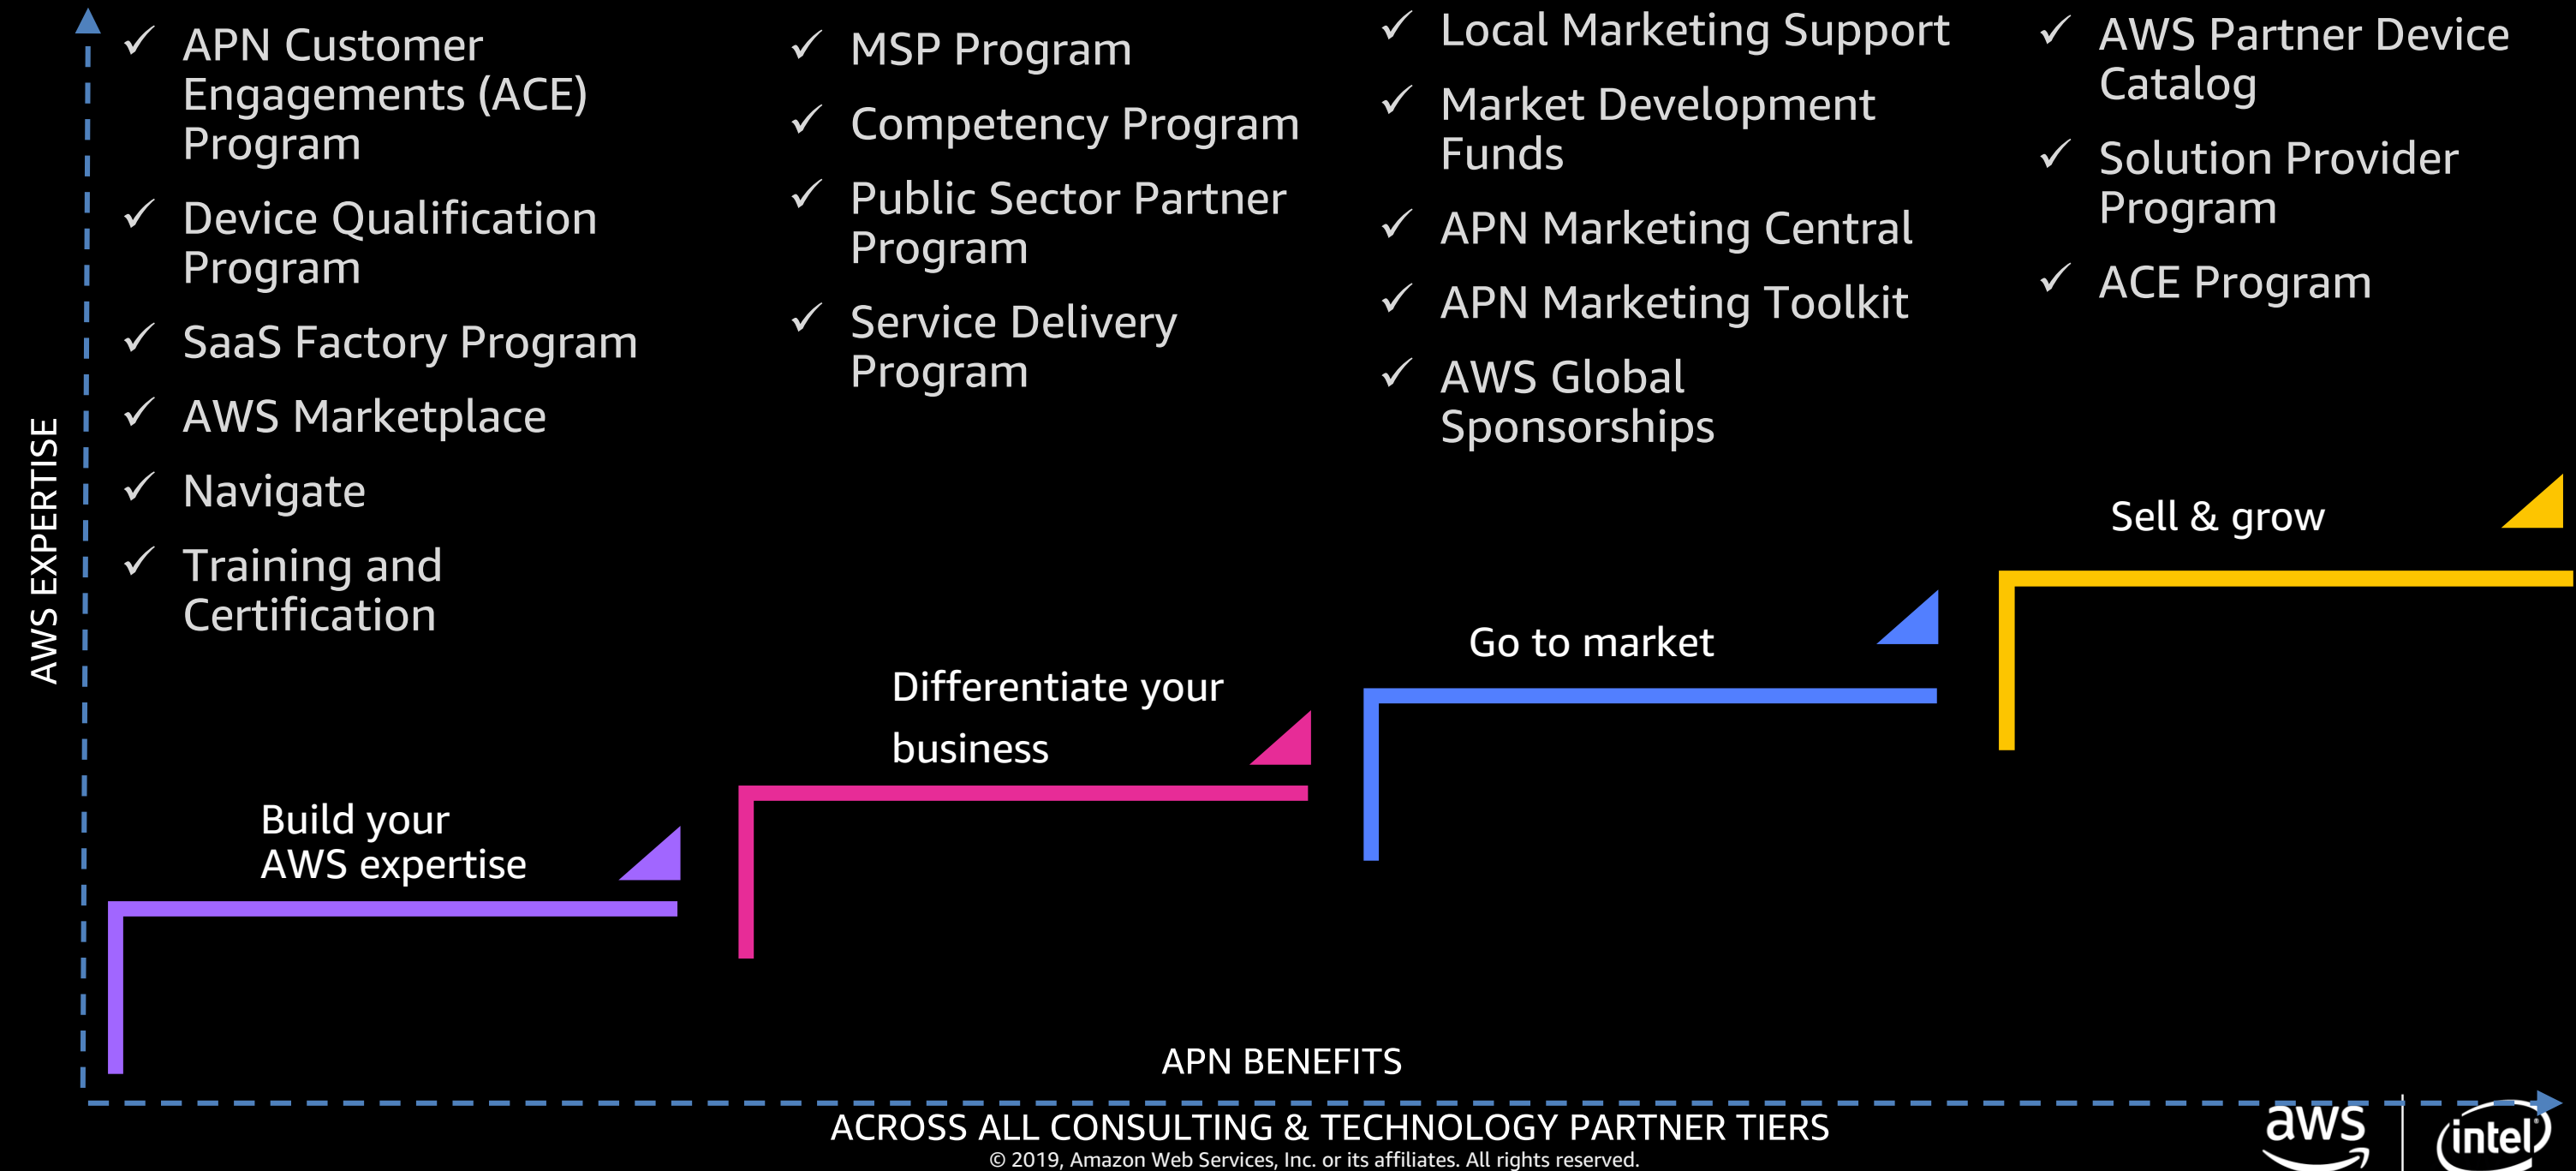 ✓ APN Customer
Engagements (ACE)
Program
✓ Device Qualification
Program
✓ SaaS Factory Program
✓ AWS Marketplace
✓ Navigate
✓ Training and
Certification
✓ MSP Program
✓ Competency Program
✓ Public Sector Partner
Program
✓ Service Delivery
Program
✓ Local Marketing Support
✓ Market Development
Funds
✓ APN Marketing Central
✓ APN Marketing Toolkit
✓ AWS Global
Sponsorships
✓ AWS Partner Device
Catalog
✓ Solution Provider
Program
✓ ACE Program
AWS EXPERTISE
Build your
AWS expertise
Differentiate your
business
Go to market
Sell & grow
APN BENEFITS
ACROSS ALL CONSULTING & TECHNOLOGY PARTNER TIERS
© 2019, Amazon Web Services, Inc. or its affiliates. All rights reserved.
aws
intel